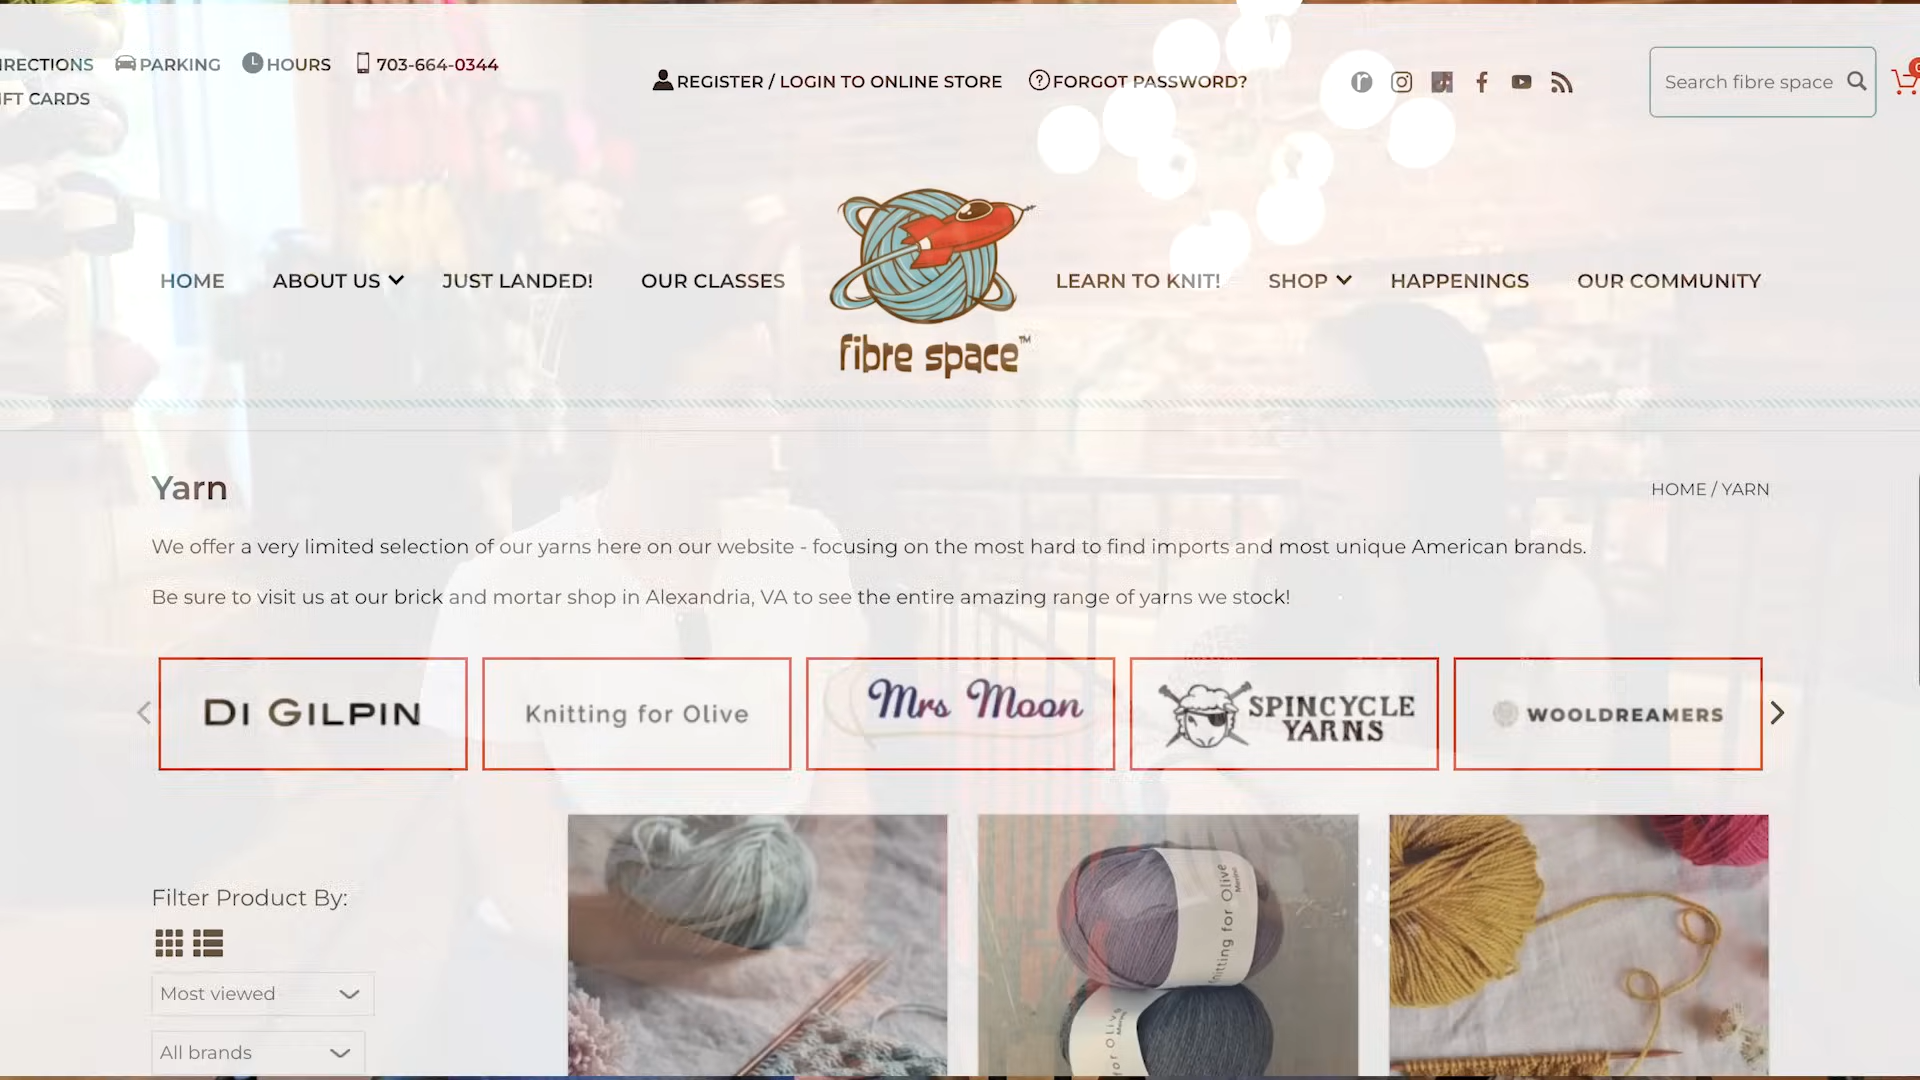 IRECTIONS PARKING HOURS 703-664-0344
IFT CARDS
REGISTER / LOGIN TO ONLINE STORE FORGOT PASSWORD?
Search fibre space
HOME ABOUT US JUST LANDED! OUR CLASSES
fibre space™
LEARN TO KNIT! SHOP HAPPENINGS OUR COMMUNITY
Yarn
HOME / YARN
We offer a very limited selection of our yarns here on our website - focusing on the most hard to find imports and most unique American brands.
Be sure to visit us at our brick and mortar shop in Alexandria, VA to see the entire amazing range of yarns we stock!
DI GILPIN
Knitting for Olive
Mrs Moon
SPINCYCLE
YARNS
WOOLDREAMERS
Filter Product By:
Most viewed
All brands
Knitting for Olive
Merino
for Olive
Merino